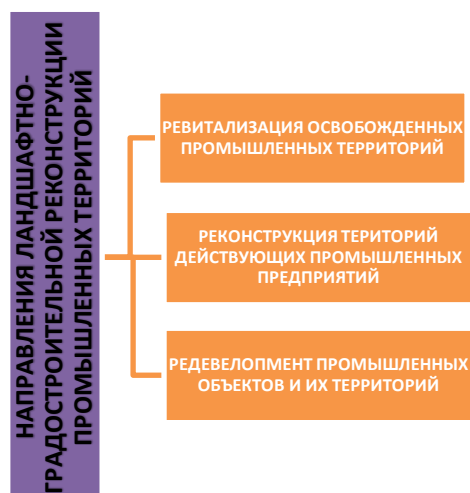 НАПРАВЛЕНИЯ ЛАНДШАФТНО-
ГРАДОСТРОИТЕЛЬНОЙ РЕКОНСТРУКЦИИ
ПРОМЫШЛЕННЫХ ТЕРРИТОРИЙ
РЕВИТАЛИЗАЦИЯ ОСВОБОЖДЕННЫХ
ПРОМЫШЛЕННЫХ ТЕРРИТОРИЙ
РЕКОНСТРУКЦИЯ ТЕРИТОРИЙ
ДЕЙСТВУЮЩИХ ПРОМЫШЛЕННЫХ
ПРЕДПРИЯТИЙ
РЕДЕВЕЛОПМЕНТ ПРОМЫШЛЕННЫХ
ОБЪЕКТОВ И ИХ ТЕРРИТОРИЙ